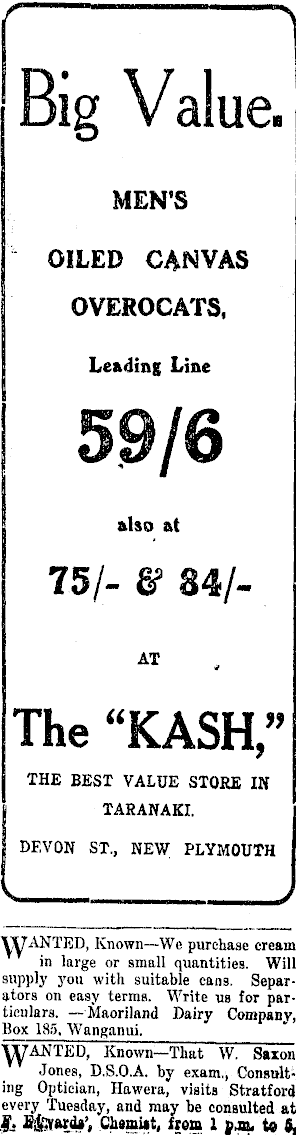 Big Value.
MEN'S
OILED CANVAS
OVEROCATS,
Leading Line
59/6
also at
75/- & 84/-
AT
The "KASH,"
THE BEST VALUE STORE IN
TARANAKI.
DEVON ST., NEW PLYMOUTH
WANTED, Known—We purchase cream
in large or small quantities. Will
supply you with suitable cans. Separ-
ators on easy terms. Write us for par-
ticulars. — Maoriland Dairy Company,
Box 185, Wanganui.
WANTED, Known—That W. Saxon
Jones, D.S.O.A. by exam., Consult-
ing Optician, Hawera, visits Stratford
every Tuesday, and may be consulted at
Edwards', Chemist, from 1 p.m. to 5,